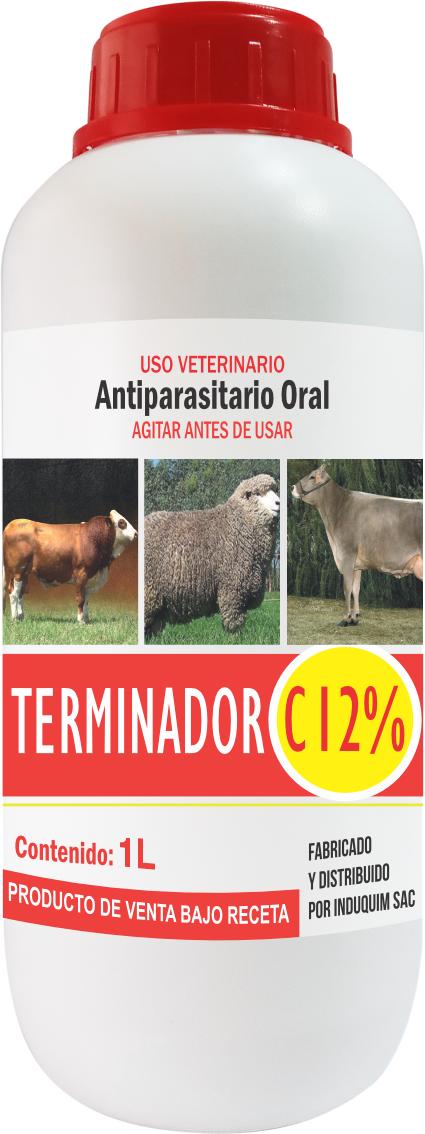 USO VETERINARIO
Antiparasitario Oral
AGITAR ANTES DE USAR
TERMINADOR C12%
Contenido: 1L
PRODUCTO DE VENTA BAJO RECETA
FABRICADO
Y DISTRIBUIDO
POR INDUQUIM SAC